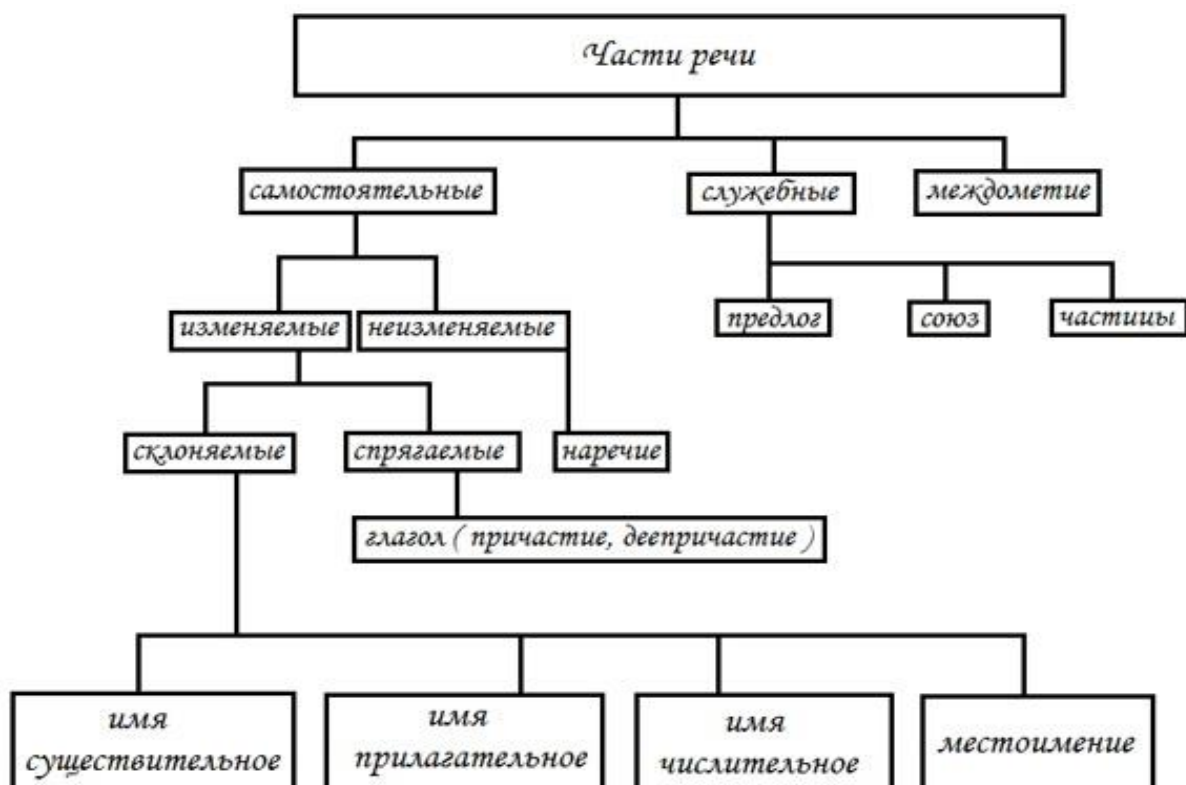 Части речи
самостоятельные
служебные
междометие
предлог
союз
частицы
изменяемые
неизменяемые
склоняемые
спрягаемые
наречие
глагол ( причастие, деепричастие )
имя
существительное
имя
прилагательное
имя
числительное
местоимение